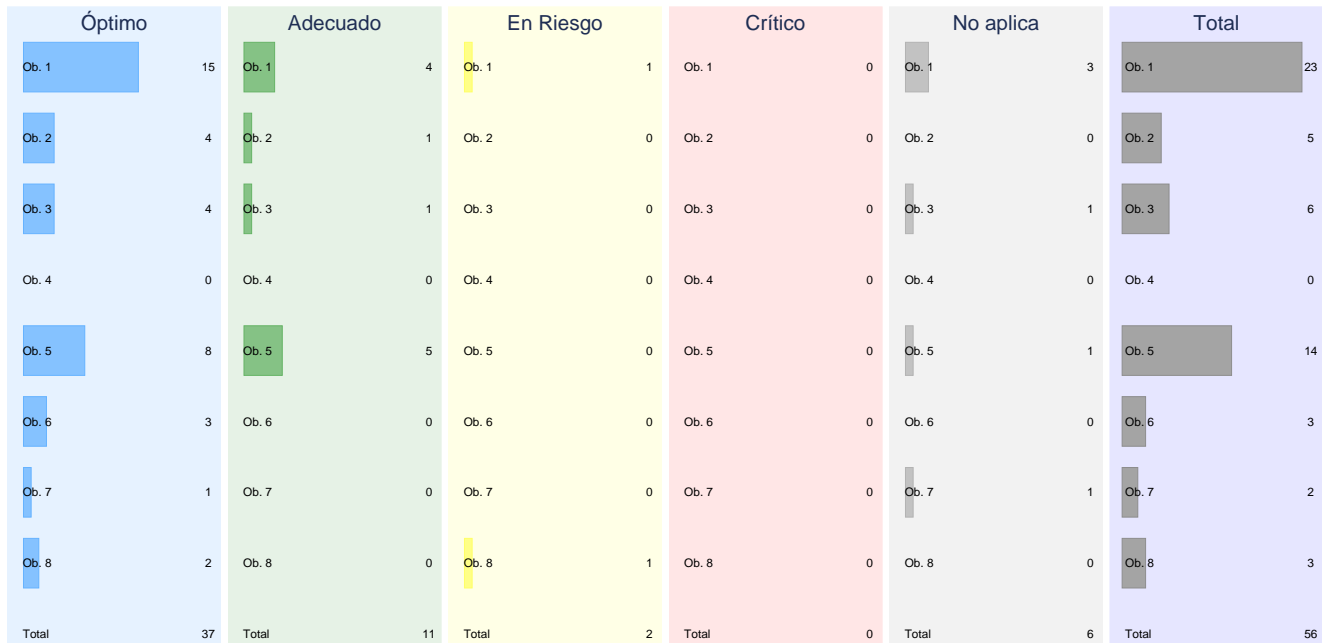 Óptimo Adecuado En Riesgo Crítico No aplica Total
Ob. 1 15 Ob. 1 4 Ob. 1 1 Ob. 1 0 Ob. 1 3 Ob. 1 23
Ob. 2 4 Ob. 2 1 Ob. 2 0 Ob. 2 0 Ob. 2 0 Ob. 2 5
Ob. 3 4 Ob. 3 1 Ob. 3 0 Ob. 3 0 Ob. 3 1 Ob. 3 6
Ob. 4 0 Ob. 4 0 Ob. 4 0 Ob. 4 0 Ob. 4 0 Ob. 4 0
Ob. 5 8 Ob. 5 5 Ob. 5 0 Ob. 5 0 Ob. 5 1 Ob. 5 14
Ob. 6 3 Ob. 6 0 Ob. 6 0 Ob. 6 0 Ob. 6 0 Ob. 6 3
Ob. 7 1 Ob. 7 0 Ob. 7 0 Ob. 7 0 Ob. 7 1 Ob. 7 2
Ob. 8 2 Ob. 8 0 Ob. 8 1 Ob. 8 0 Ob. 8 0 Ob. 8 3
Total 37 Total 11 Total 2 Total 0 Total 6 Total 56